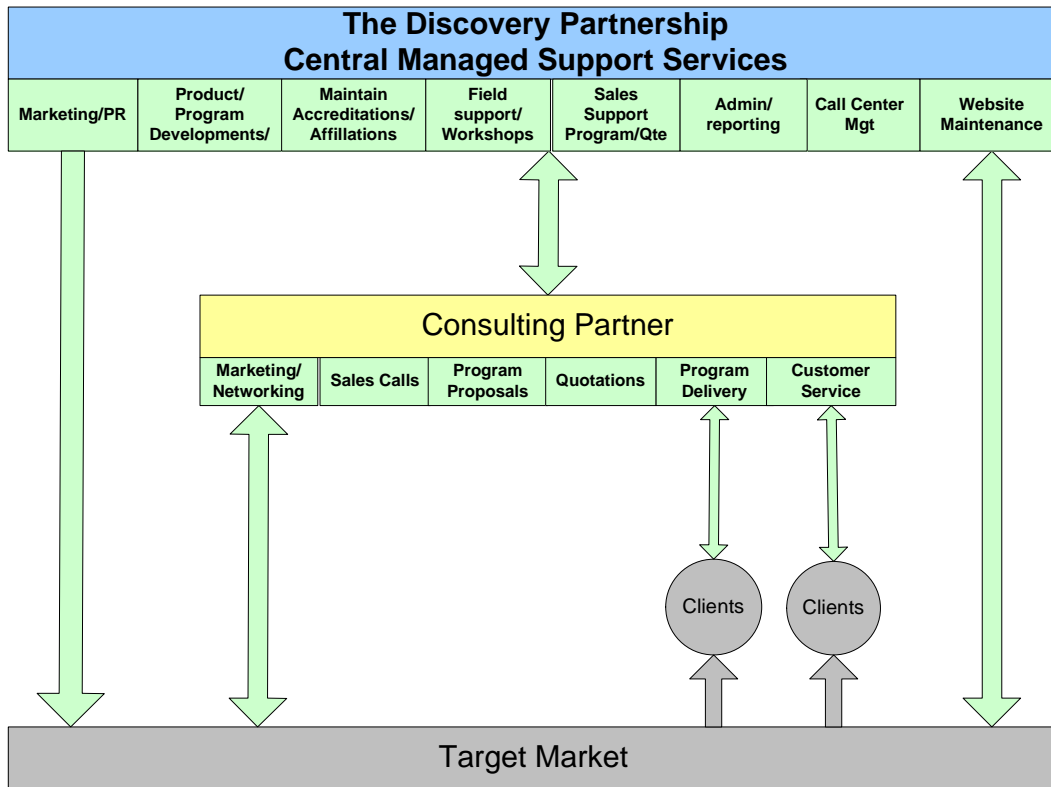 The Discovery Partnership
Central Managed Support Services
Marketing/PR
Product/
Program
Developments/
Maintain
Accreditations/
Affillations
Field
support/
Workshops
Sales
Support
Program/Qte
Admin/
reporting
Call Center
Mgt
Website
Maintenance
Consulting Partner
Marketing/
Networking
Sales Calls
Program
Proposals
Quotations
Program
Delivery
Customer
Service
Clients
Clients
Target Market